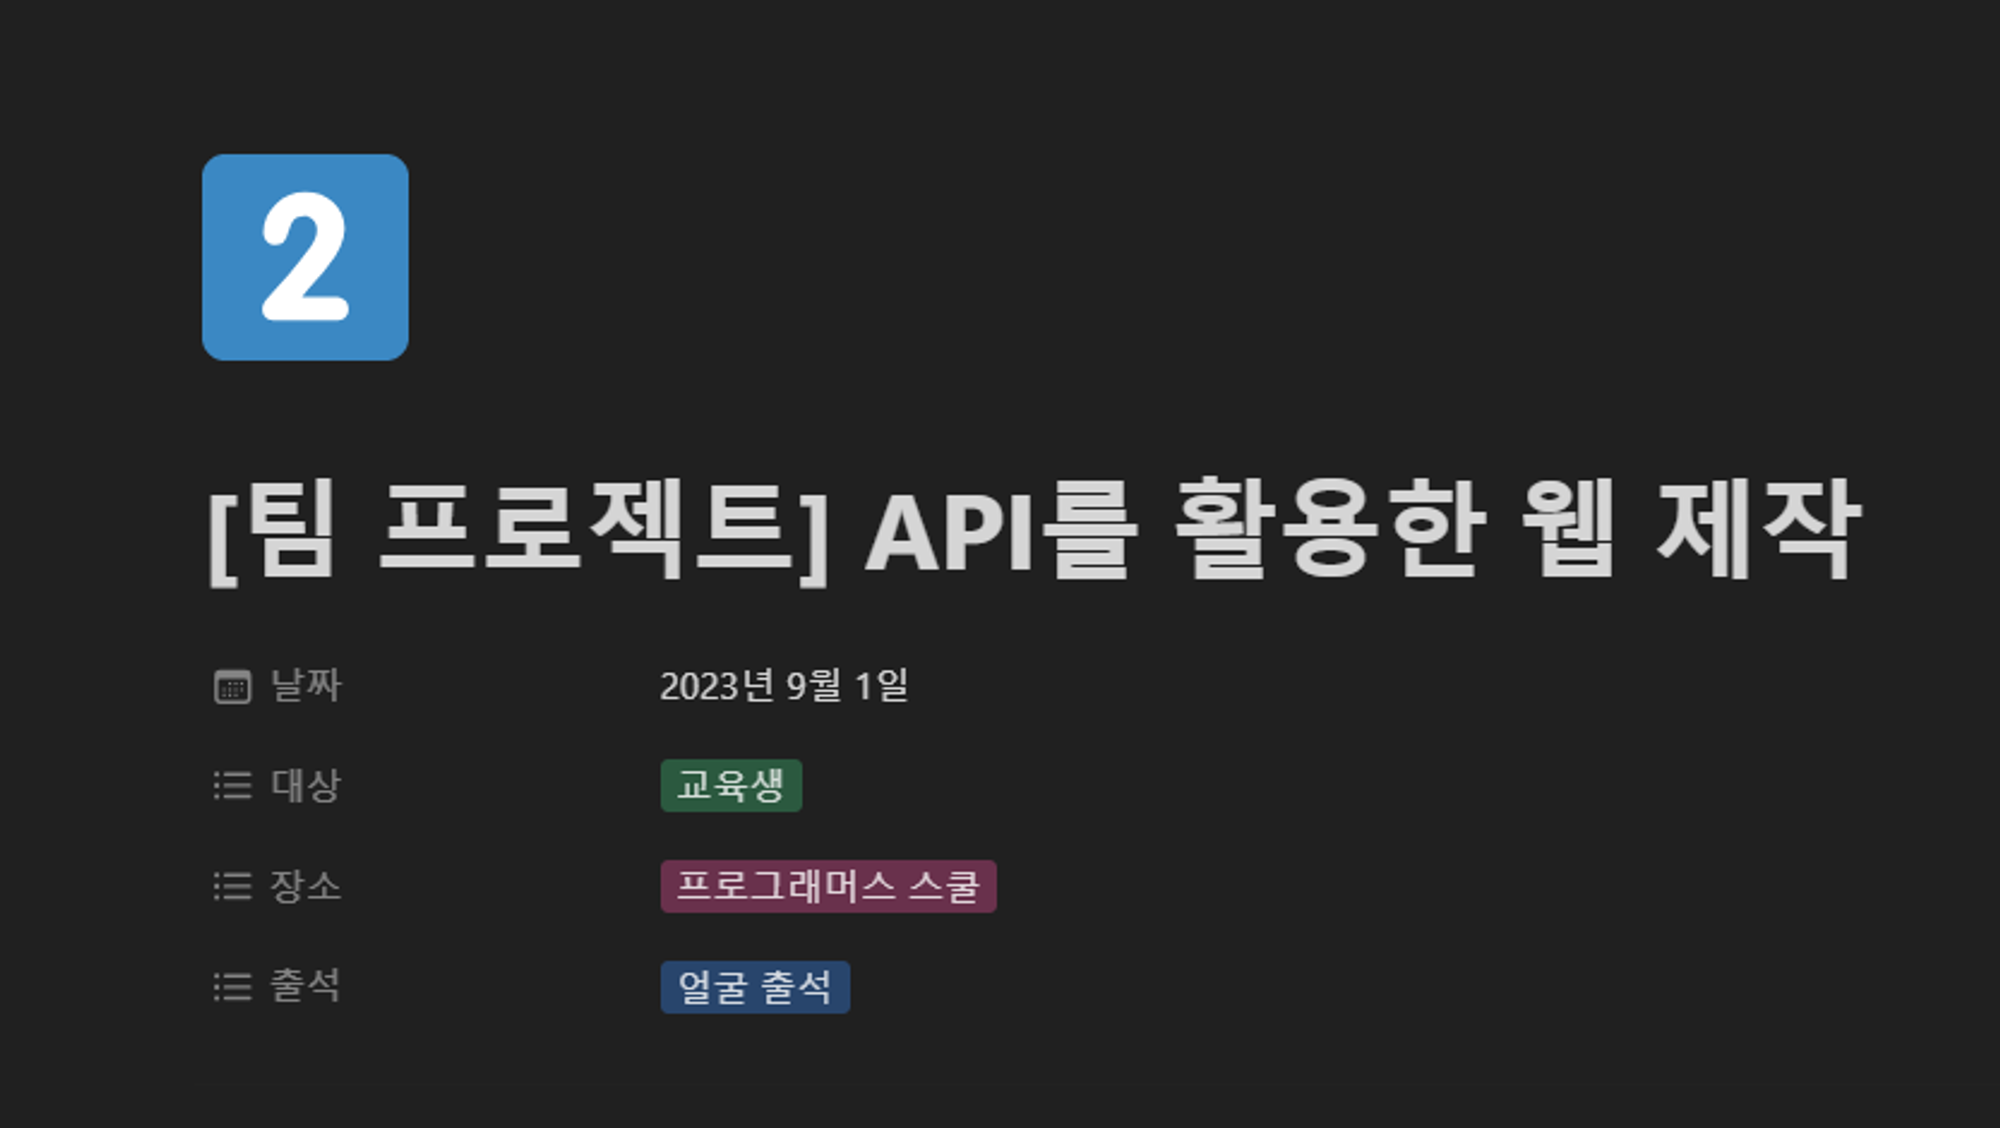 2
[팀 프로젝트] API를 활용한 웹 제작
날짜 2023년 9월 1일
대상 교육생
장소 프로그래머스 스쿨
출석 얼굴 출석